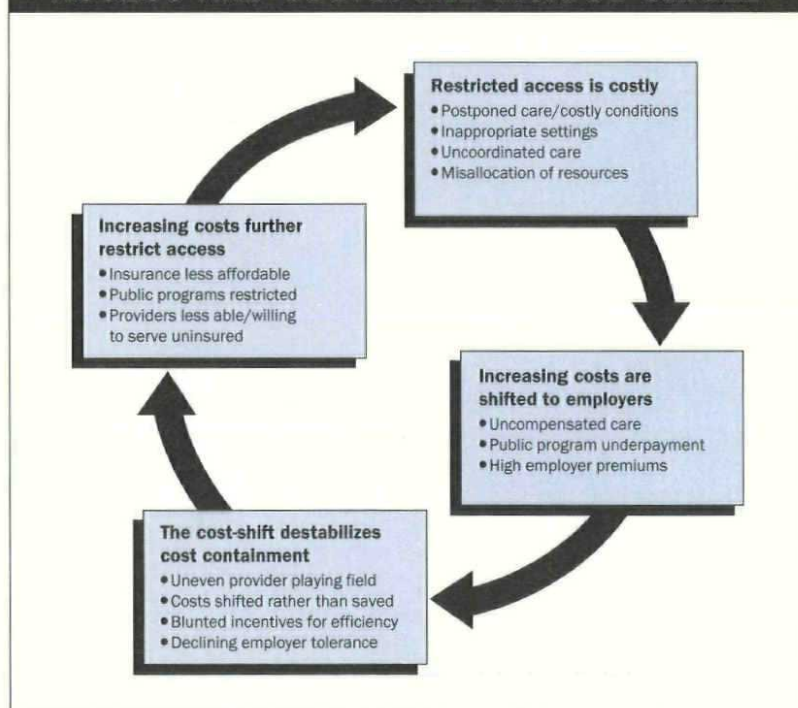 Restricted access is costly
• Postponed care/costly conditions
• Inappropriate settings
• Uncoordinated care
• Misallocation of resources
Increasing costs are
shifted to employers
• Uncompensated care
• Public program underpayment
• High employer premiums
The cost-shift destabilizes
cost containment
• Uneven provider playing field
• Costs shifted rather than saved
• Blunted incentives for efficiency
• Declining employer tolerance
Increasing costs further
restrict access
• Insurance less affordable
• Public programs restricted
• Providers less able/willing
to serve uninsured